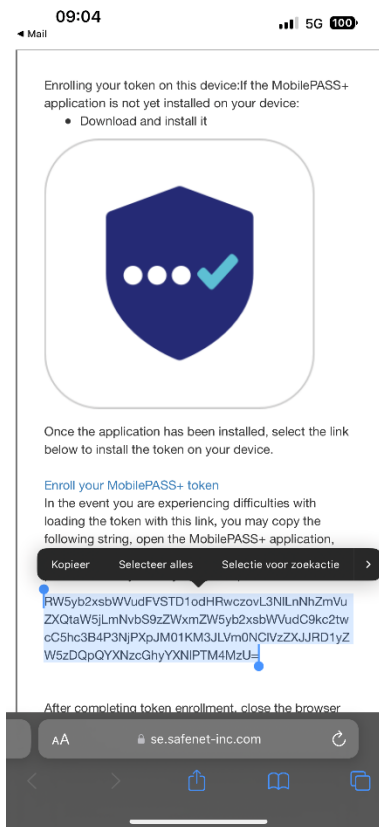 09:04
5G 100
◀ Mail
Enrolling your token on this device:If the MobilePASS+
application is not yet installed on your device:
• Download and install it
Once the application has been installed, select the link
below to install the token on your device.
Enroll your MobilePASS+ token
In the event you are experiencing difficulties with
loading the token with this link, you may copy the
following string, open the MobilePASS+ application,
Kopieer Selecteer alles Selectie voor zoekactie >
RW5yb2xsbWVudFVSTD1odHRwczovL3NlLnNhZmVu
ZXQtaW5jLmNvbS9zZWxmZW5yb2xsbWVudC9kc2tw
cC5hc3B4P3NjPXpJM01KM3JLVm0NClVzZXJJRD1yZ
W5zDQpQYXNzcGhyYXNlPTM4MzU=
After completing token enrollment, close the browser
AA se.safenet-inc.com